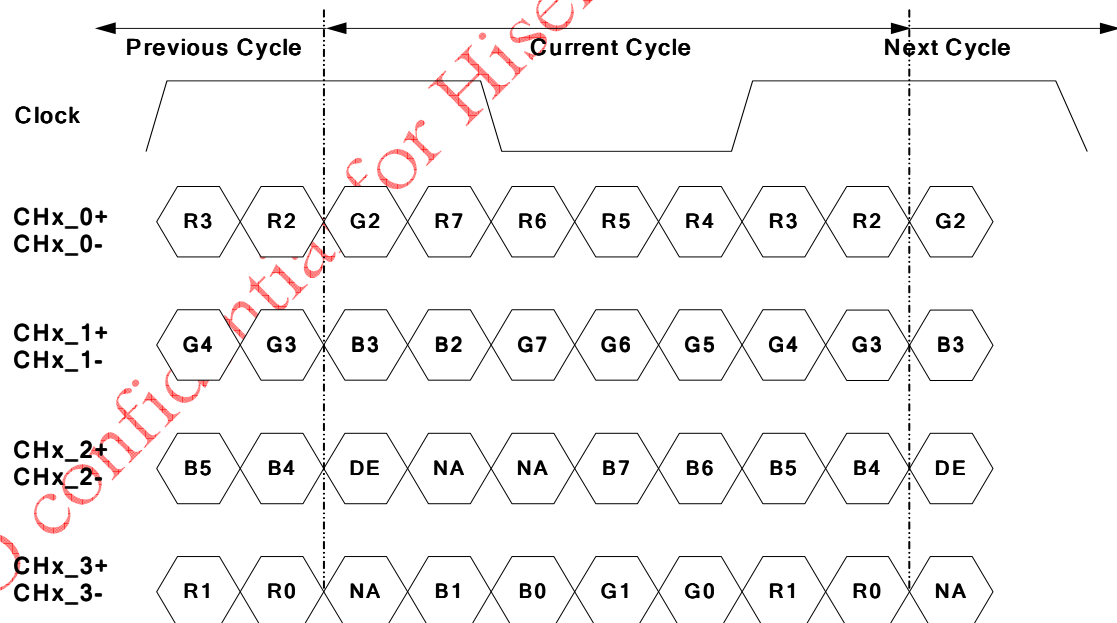 Previous Cycle Current Cycle Next Cycle
Clock
CHx_0+ R3 R2 G2 R7 R6 R5 R4 R3 R2 G2
CHx_0-
CHx_1+ G4 G3 B3 B2 G7 G6 G5 G4 G3 B3
CHx_1-
CHx_2+ B5 B4 DE NA NA B7 B6 B5 B4 DE
CHx_2-
CHx_3+ R1 R0 NA B1 B0 G1 G0 R1 R0 NA
CHx_3-
confidential for